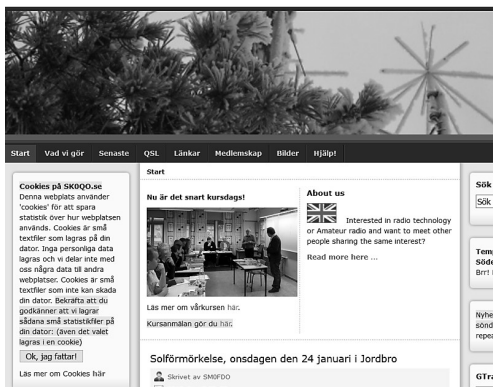 Start Vad vi gör Senaste QSL Länkar Medlemskap Bilder Hjälp!
Cookies på SK0QO.se
Denna webplats använder
'cookies' för att spara
statistik över hur webplatsen
används. Cookies är små
textfiler som lagras på din
dator. Inga personliga data
lagras och vi delar inte med
oss några data till andra
webplatser. Cookies är små
textfiler som inte kan skada
din dator. Bekräfta att du
godkänner att vi lagrar
sådana små statistikfiler på
din dator: (även det valet
lagras i en cookie)
Ok, jag fattar!
Läs mer om Cookies här
Start
Nu är det snart kursdags!
Läs mer om vårkursen här.
Kursanmälan gör du här.
About us
Interested in radio technology
or Amateur radio and want to meet other
people sharing the same interest?
Read more here ...
Solförmörkelse, onsdagen den 24 januari i Jordbro
Skrivet av SM0FDO
Sök
Sök
Temp
Söde
Brr! 
Nyhe
sönd
repea
GTra